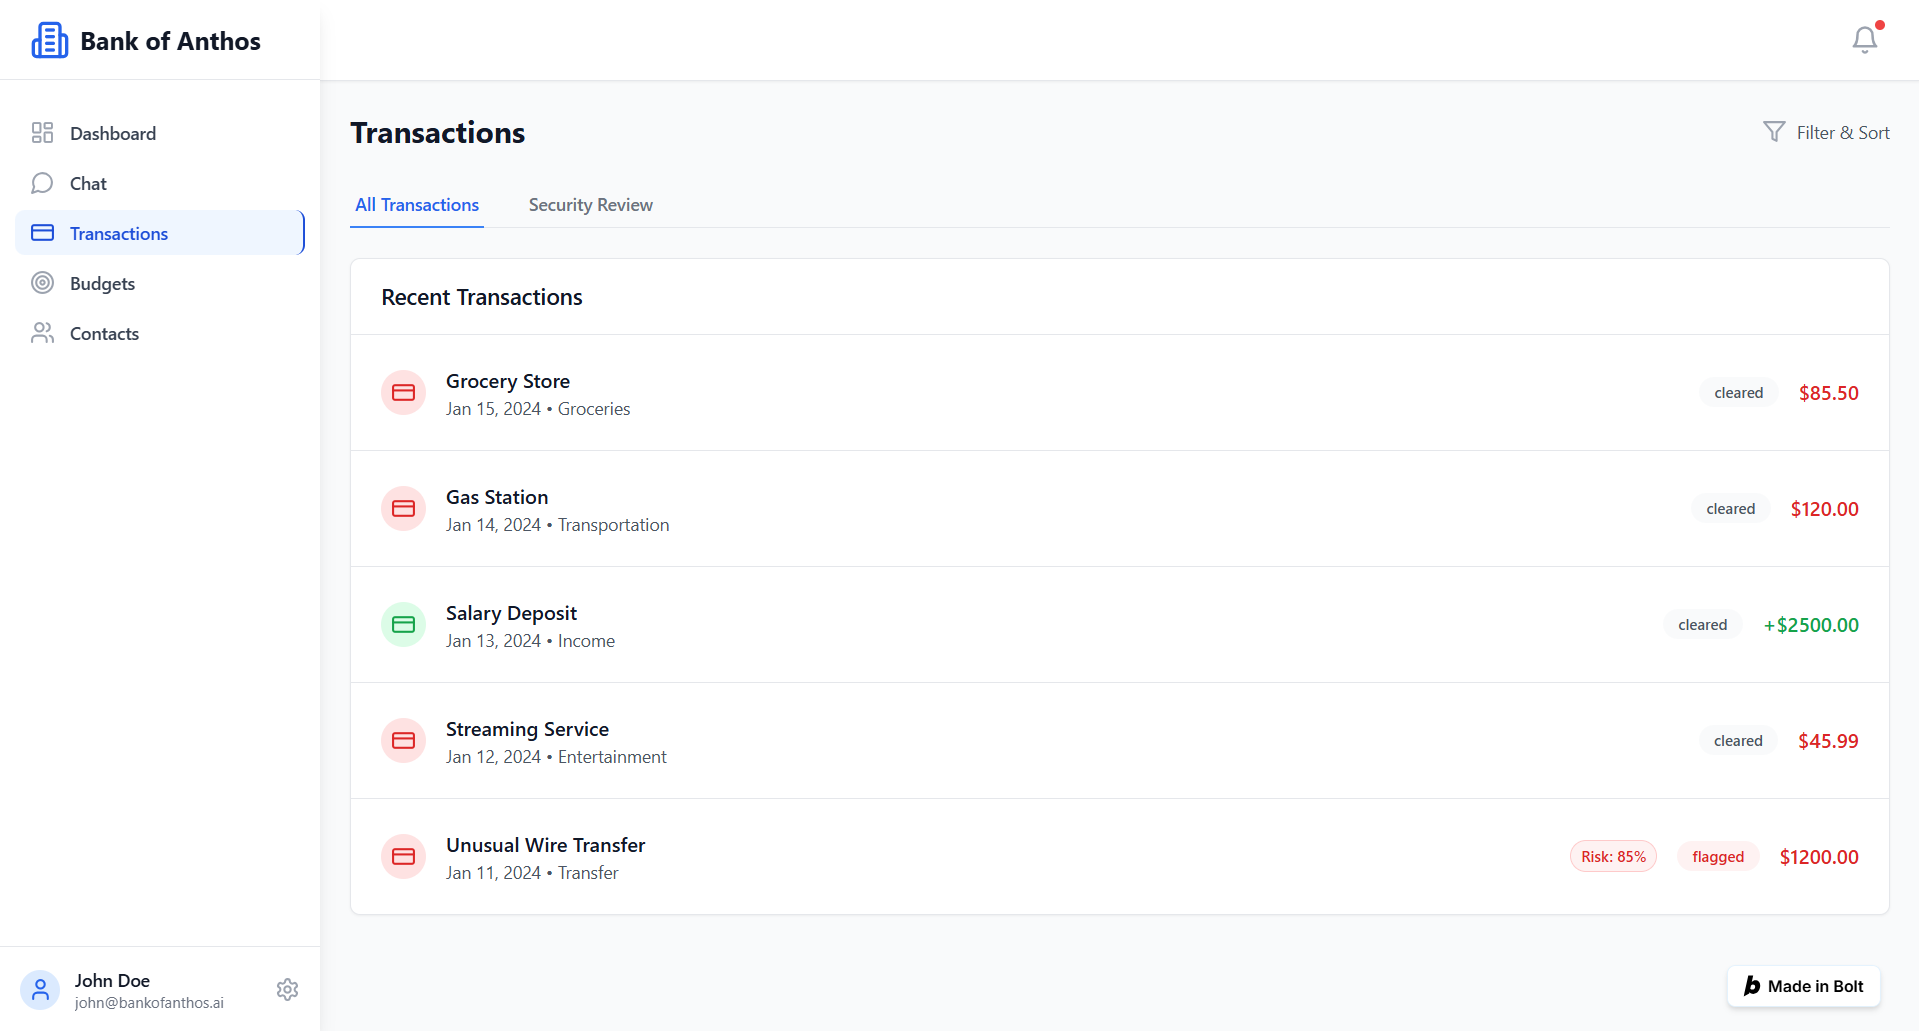 Bank of Anthos
Dashboard
Chat
Transactions
Budgets
Contacts
John Doe
john@bankofanthos.ai
Transactions
Filter & Sort
All Transactions
Security Review
Recent Transactions
Grocery Store
Jan 15, 2024 • Groceries
cleared
$85.50
Gas Station
Jan 14, 2024 • Transportation
cleared
$120.00
Salary Deposit
Jan 13, 2024 • Income
cleared
+$2500.00
Streaming Service
Jan 12, 2024 • Entertainment
cleared
$45.99
Unusual Wire Transfer
Jan 11, 2024 • Transfer
Risk: 85%
flagged
$1200.00
b Made in Bolt